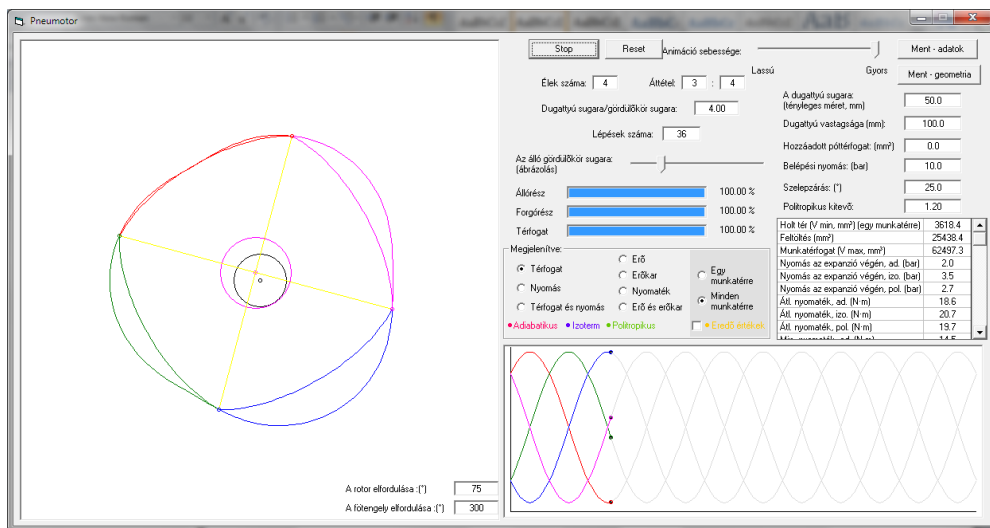 Pneumotor
Stop
Reset
Animáció sebessége:
Lassú
Gyors
Ment - adatok
Ment - geometria
Élek száma: 4
Áttétel: 3 : 4
Dugattyú sugara/gördülőkör sugara: 4.00
Lépések száma: 36
Az álló gördülőkör sugara:
(ábrázolás)
Állórész 100.00 %
Forgórész 100.00 %
Térfogat 100.00 %
A dugattyú sugara:
(tényleges méret, mm) 50.0
Dugattyú vastagsága (mm): 100.0
Hozzáadott póttérfogat: (mm³) 0.0
Belépési nyomás: (bar) 10.0
Szelepzárás: (°) 25.0
Politropikus kitevő: 1.20
Megjelenítve:
Térfogat
Nyomás
Térfogat és nyomás
Erő
Erőkar
Nyomaték
Erő és erőkar
Egy
munkatérre
Minden
munkatérre
Adiabatikus
Izoterm
Politropikus
Eredő értékek
Holt tér (V min, mm³) (egy munkatérre) 3618.4
Feltöltés (mm³) 25438.4
Munkatérfogat (V max, mm³) 62497.3
Nyomás az expanzió végén, ad. (bar) 2.0
Nyomás az expanzió végén, izo. (bar) 3.5
Nyomás az expanzió végén, pol. (bar) 2.7
Átl. nyomaték, ad. (N·m) 18.6
Átl. nyomaték, izo. (N·m) 20.7
Átl. nyomaték, pol. (N·m) 19.7
A rotor elfordulása :(°) 75
A főtengely elfordulása :(°) 300